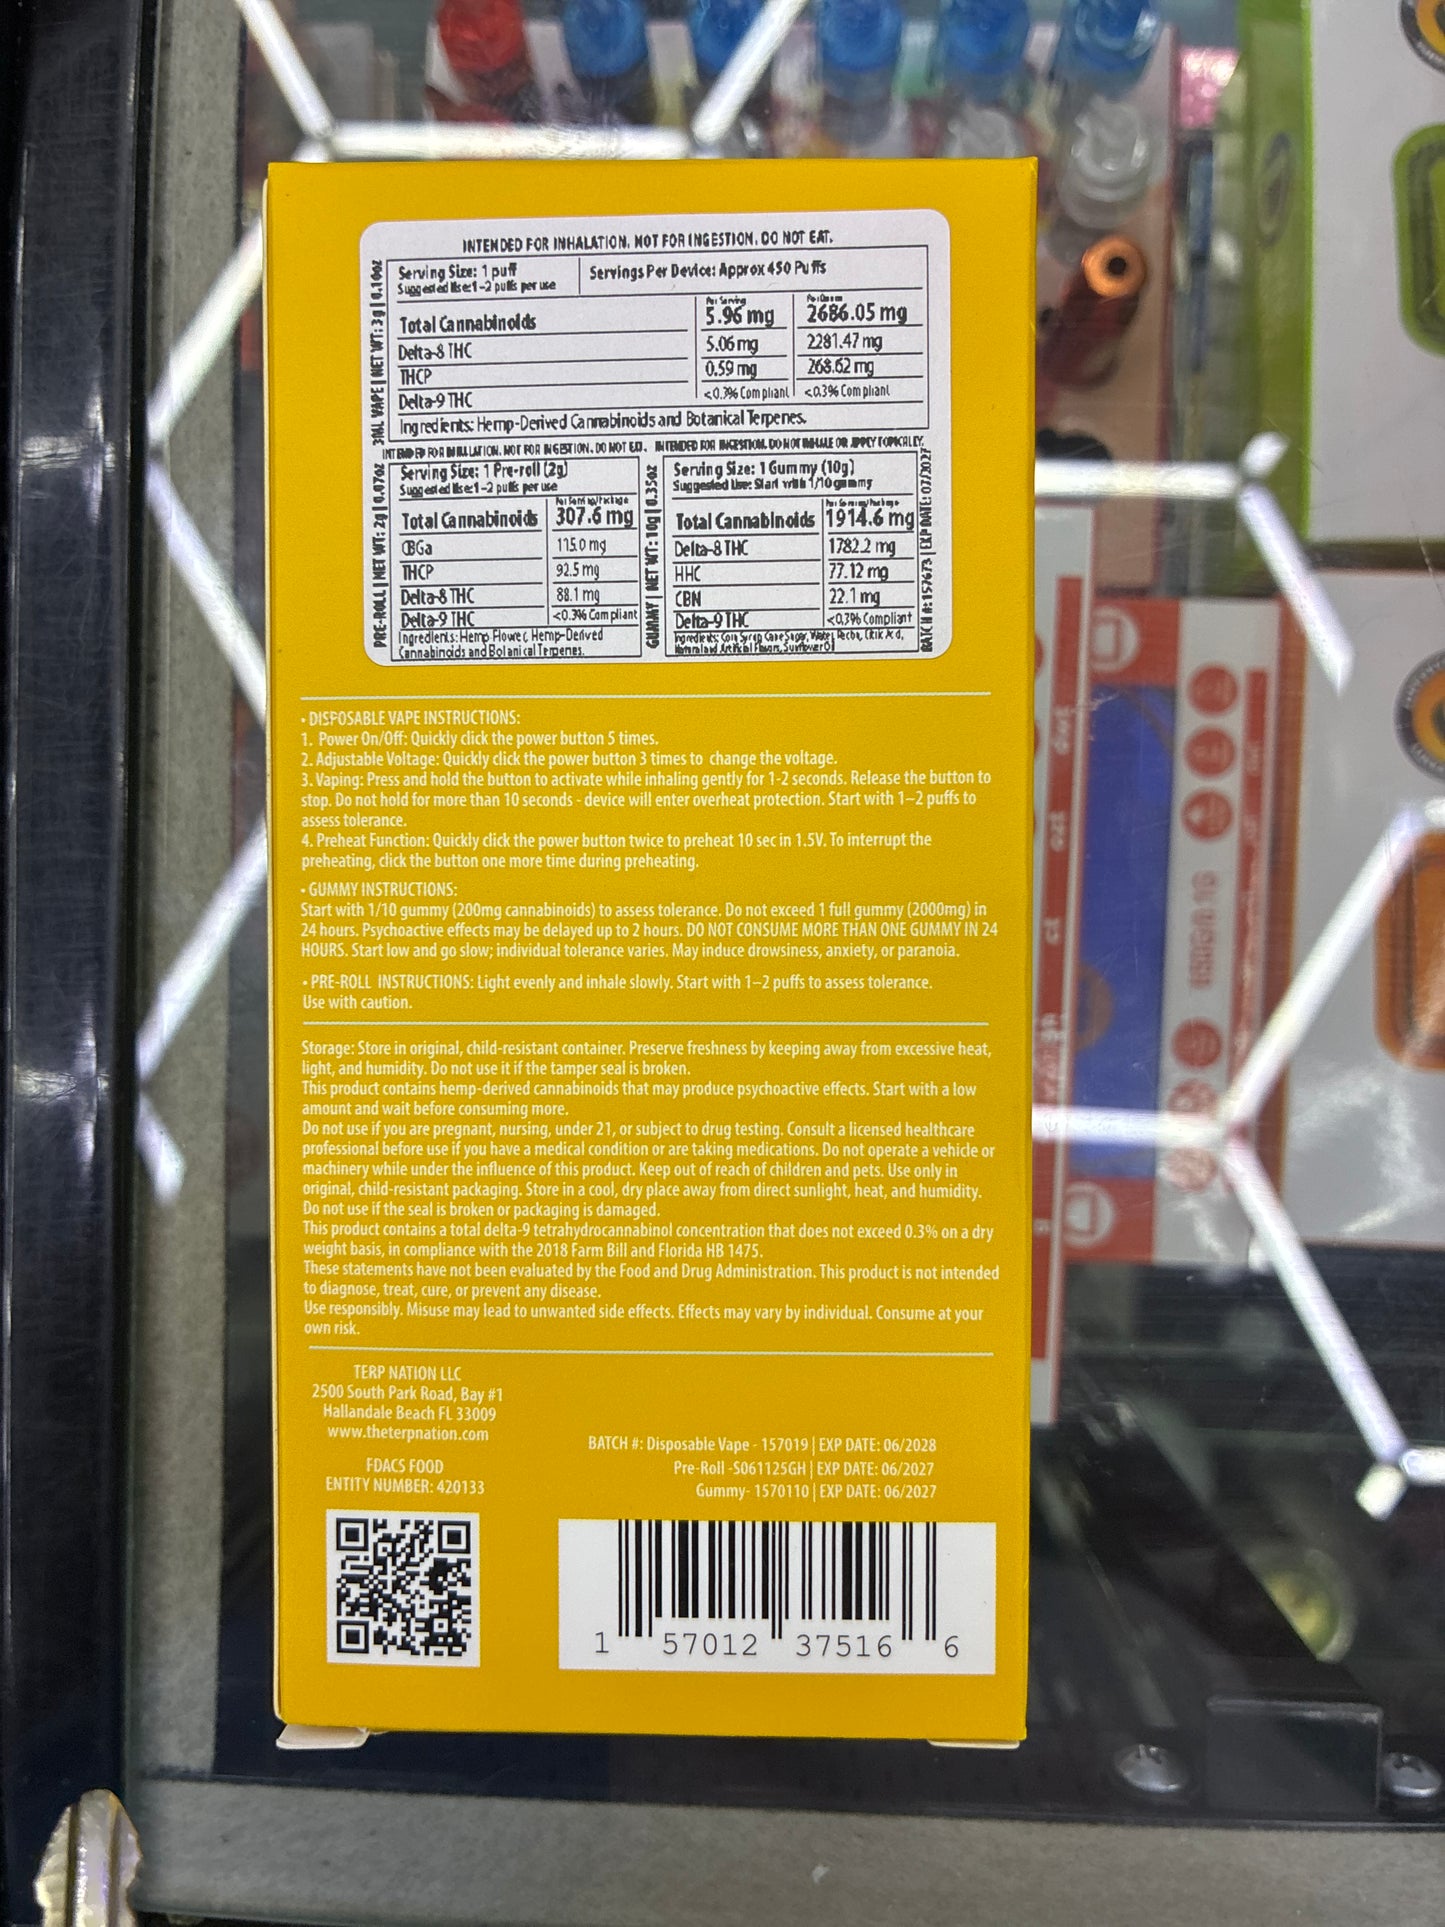 INTENDED FOR INHALATION. NOT FOR INGESTION. DO NOT EAT.
3ML VAPE | NET WT: 3g | 0.10oz
Serving Size: 1 puff
Suggested Use:1-2 puffs per use
Servings Per Device: Approx 450 Puffs
Per Serving
Total Cannabinoids 5.96 mg 2686.05 mg
Delta-8 THC 5.06 mg 2281.47 mg
THCP 0.59 mg 268.62 mg
Delta-9 THC <0.3% Compliant <0.3% Compliant
Ingredients: Hemp-Derived Cannabinoids and Botanical Terpenes.
INTENDED FOR INHALATION. NOT FOR INGESTION. DO NOT EAT.
PRE-ROLL | NET WT: 2g | 0.07oz
Serving Size: 1 Pre-roll (2g)
Suggested Use:1-2 puffs per use
Per Serving/Package
Total Cannabinoids 307.6 mg
CBGa 115.0 mg
THCP 92.5 mg
Delta-8 THC 88.1 mg
Delta-9 THC <0.3% Compliant
Ingredients: Hemp Flower, Hemp-Derived
Cannabinoids and Botanical Terpenes.
INTENDED FOR INGESTION. DO NOT INHALE OR APPLY TOPICALLY.
GUMMY | NET WT: 10g | 0.35oz
Serving Size: 1 Gummy (10g)
Suggested Use: Start with 1/10 gummy
Per Serving/Package
Total Cannabinoids 1914.6 mg
Delta-8 THC 1782.2 mg
HHC 77.12 mg
CBN 22.1 mg
Delta-9 THC <0.3% Compliant
Ingredients: Corn Syrup, Cane Sugar, Water, Pectin, Citric Acid,
Natural and Artificial Flavors, Sunflower Oil
BATCH #:157673 | EXP DATE: 07/2027
• DISPOSABLE VAPE INSTRUCTIONS:
1. Power On/Off: Quickly click the power button 5 times.
2. Adjustable Voltage: Quickly click the power button 3 times to change the voltage.
3. Vaping: Press and hold the button to activate while inhaling gently for 1-2 seconds. Release the button to
stop. Do not hold for more than 10 seconds - device will enter overheat protection. Start with 1–2 puffs to
assess tolerance.
4. Preheat Function: Quickly click the power button twice to preheat 10 sec in 1.5V. To interrupt the
preheating, click the button one more time during preheating.
• GUMMY INSTRUCTIONS:
Start with 1/10 gummy (200mg cannabinoids) to assess tolerance. Do not exceed 1 full gummy (2000mg) in
24 hours. Psychoactive effects may be delayed up to 2 hours. DO NOT CONSUME MORE THAN ONE GUMMY IN 24
HOURS. Start low and go slow; individual tolerance varies. May induce drowsiness, anxiety, or paranoia.
• PRE-ROLL INSTRUCTIONS: Light evenly and inhale slowly. Start with 1–2 puffs to assess tolerance.
Use with caution.
Storage: Store in original, child-resistant container. Preserve freshness by keeping away from excessive heat,
light, and humidity. Do not use it if the tamper seal is broken.
This product contains hemp-derived cannabinoids that may produce psychoactive effects. Start with a low
amount and wait before consuming more.
Do not use if you are pregnant, nursing, under 21, or subject to drug testing. Consult a licensed healthcare
professional before use if you have a medical condition or are taking medications. Do not operate a vehicle or
machinery while under the influence of this product. Keep out of reach of children and pets. Use only in
original, child-resistant packaging. Store in a cool, dry place away from direct sunlight, heat, and humidity.
Do not use if the seal is broken or packaging is damaged.
This product contains a total delta-9 tetrahydrocannabinol concentration that does not exceed 0.3% on a dry
weight basis, in compliance with the 2018 Farm Bill and Florida HB 1475.
These statements have not been evaluated by the Food and Drug Administration. This product is not intended
to diagnose, treat, cure, or prevent any disease.
Use responsibly. Misuse may lead to unwanted side effects. Effects may vary by individual. Consume at your
own risk.
TERP NATION LLC
2500 South Park Road, Bay #1
Hallandale Beach FL 33009
www.theterpnation.com
FDACS FOOD
ENTITY NUMBER: 420133
BATCH #: Disposable Vape - 157019 | EXP DATE: 06/2028
Pre-Roll -S061125GH | EXP DATE: 06/2027
Gummy- 1570110 | EXP DATE: 06/2027
1 57012 37516 6